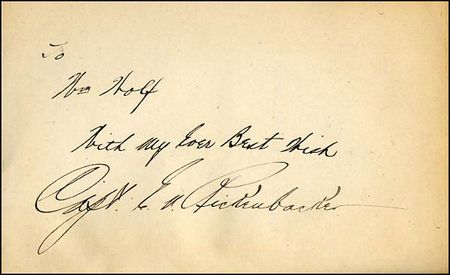 To
Wm Wolf
With My Ever Best Wish
Capt. E. V. Rickenbacker